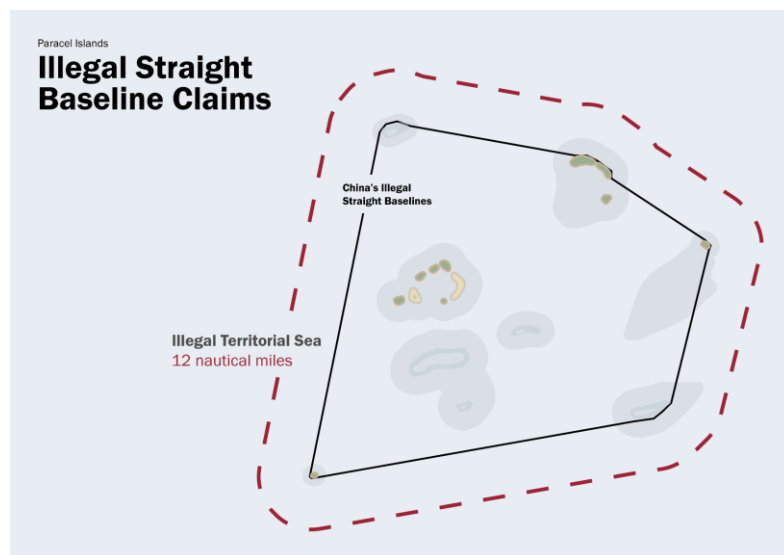 Paracel Islands
Illegal Straight
Baseline Claims
China's Illegal
Straight Baselines
Illegal Territorial Sea
12 nautical miles